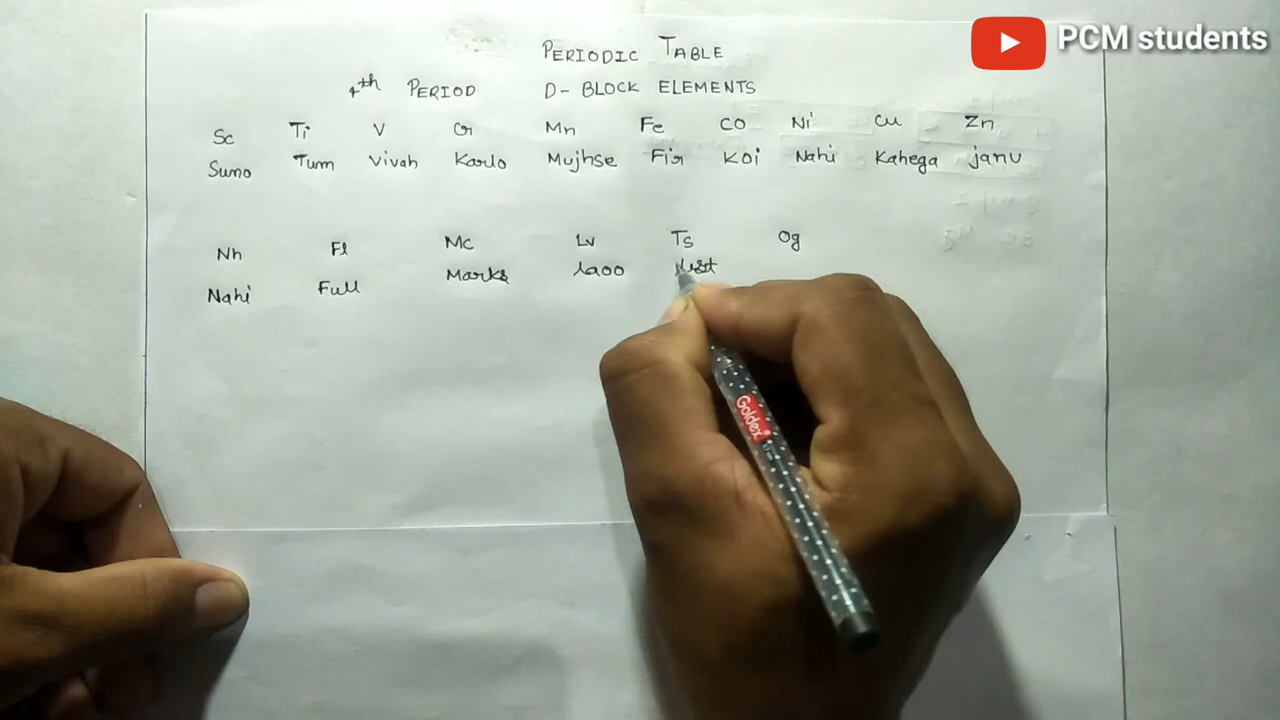 PCM students
PERIODIC TABLE
4th PERIOD D- BLOCK ELEMENTS
Sc Ti V Cr Mn Fe CO Ni Cu Zn
Suno Tum Vivah Karlo Mujhse Fir KOi Nahi Kahega janu
Nh Fl Mc Lv Ts Og
Nahi Full Marks laoo
Goldex